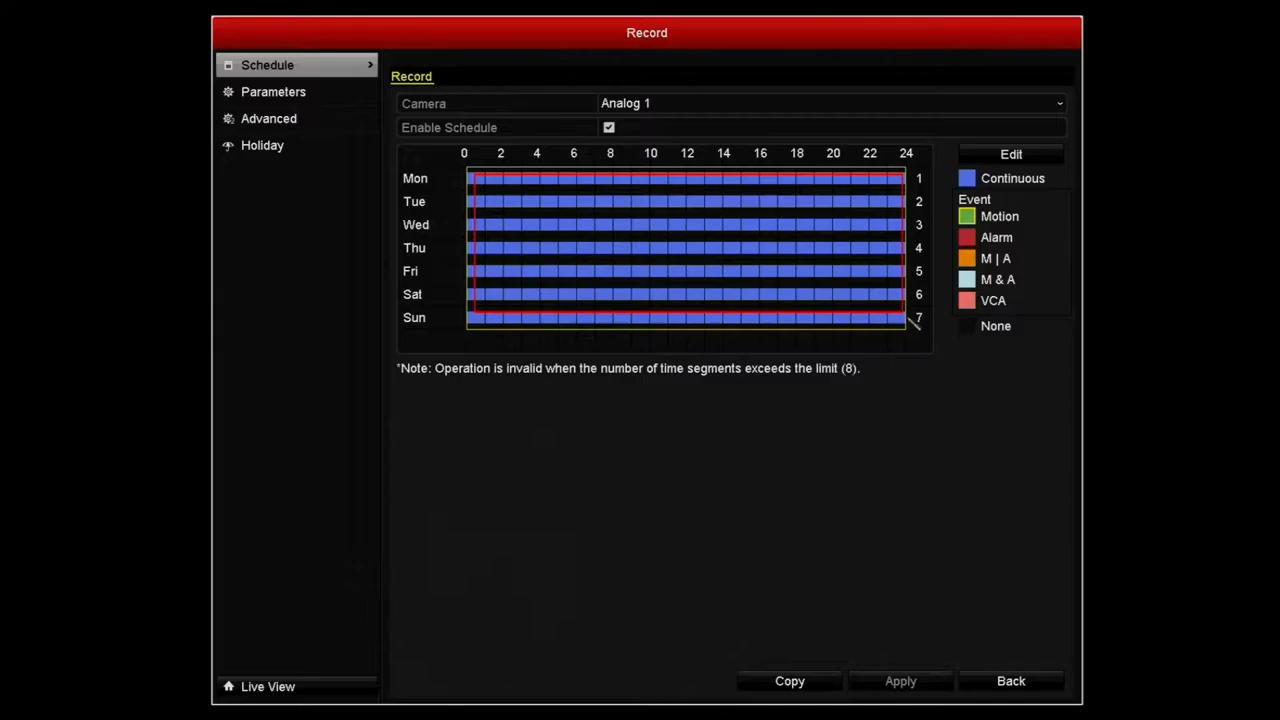 Record
Schedule
Parameters
Advanced
Holiday
Live View
Record
Camera Analog 1
Enable Schedule
0 2 4 6 8 10 12 14 16 18 20 22 24
Mon 1
Tue 2
Wed 3
Thu 4
Fri 5
Sat 6
Sun 7
Edit
Continuous
Event
Motion
Alarm
M | A
M & A
VCA
None
*Note: Operation is invalid when the number of time segments exceeds the limit (8).
Copy Apply Back